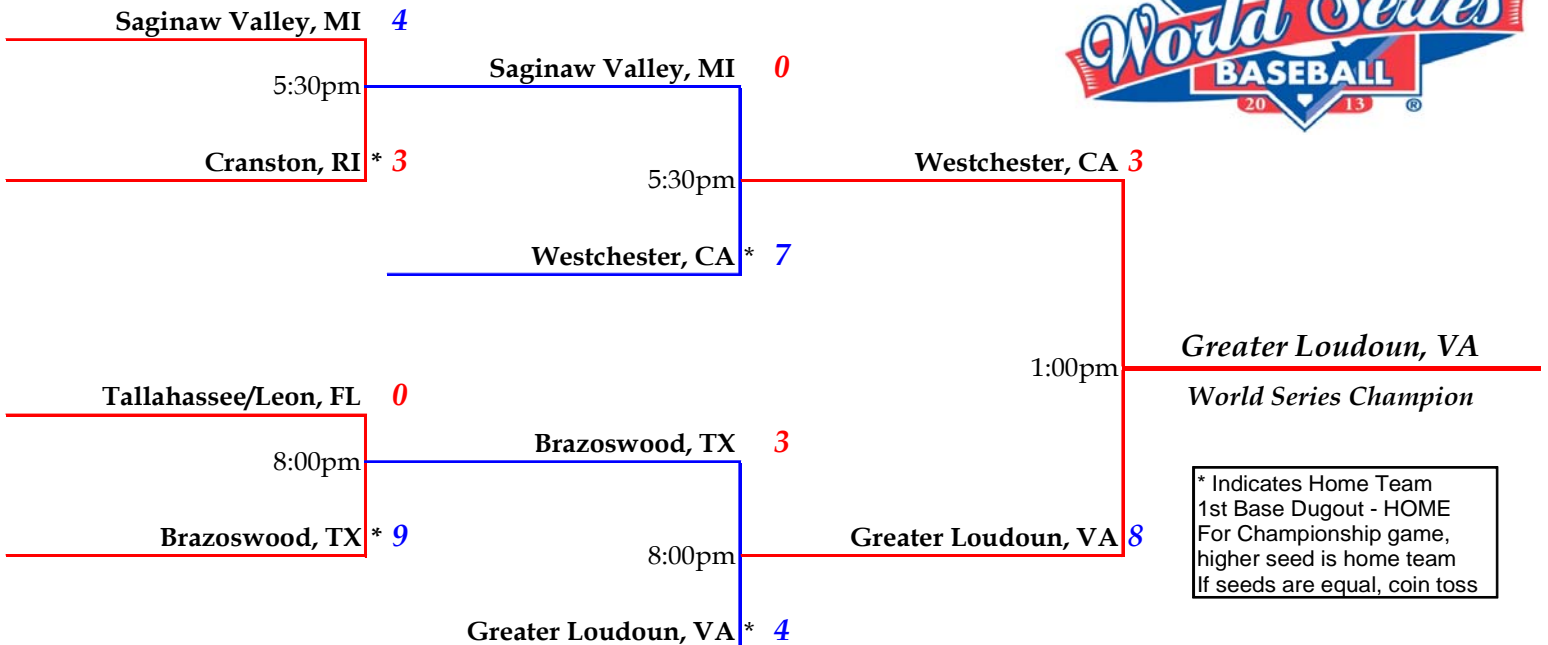 World Series
BASEBALL
20 13 ®
Saginaw Valley, MI 4
5:30pm
Cranston, RI * 3
Saginaw Valley, MI 0
5:30pm
Westchester, CA * 7
Westchester, CA 3
1:00pm
Greater Loudoun, VA
World Series Champion
Tallahassee/Leon, FL 0
8:00pm
Brazoswood, TX * 9
Brazoswood, TX 3
8:00pm
Greater Loudoun, VA * 4
Greater Loudoun, VA 8
* Indicates Home Team
1st Base Dugout - HOME
For Championship game,
higher seed is home team
If seeds are equal, coin toss